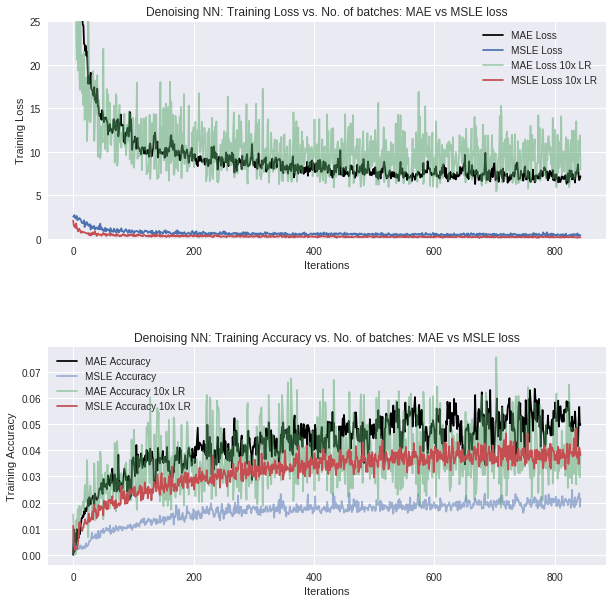 Denoising NN: Training Loss vs. No. of batches: MAE vs MSLE loss
25
20
15
10
5
0
Training Loss
MAE Loss
MSLE Loss
MAE Loss 10x LR
MSLE Loss 10x LR
0 200 400 600 800
Iterations
Denoising NN: Training Accuracy vs. No. of batches: MAE vs MSLE loss
0.07
0.06
0.05
0.04
0.03
0.02
0.01
0.00
Training Accuracy
MAE Accuracy
MSLE Accuracy
MAE Accuracy 10x LR
MSLE Accuracy 10x LR
0 200 400 600 800
Iterations